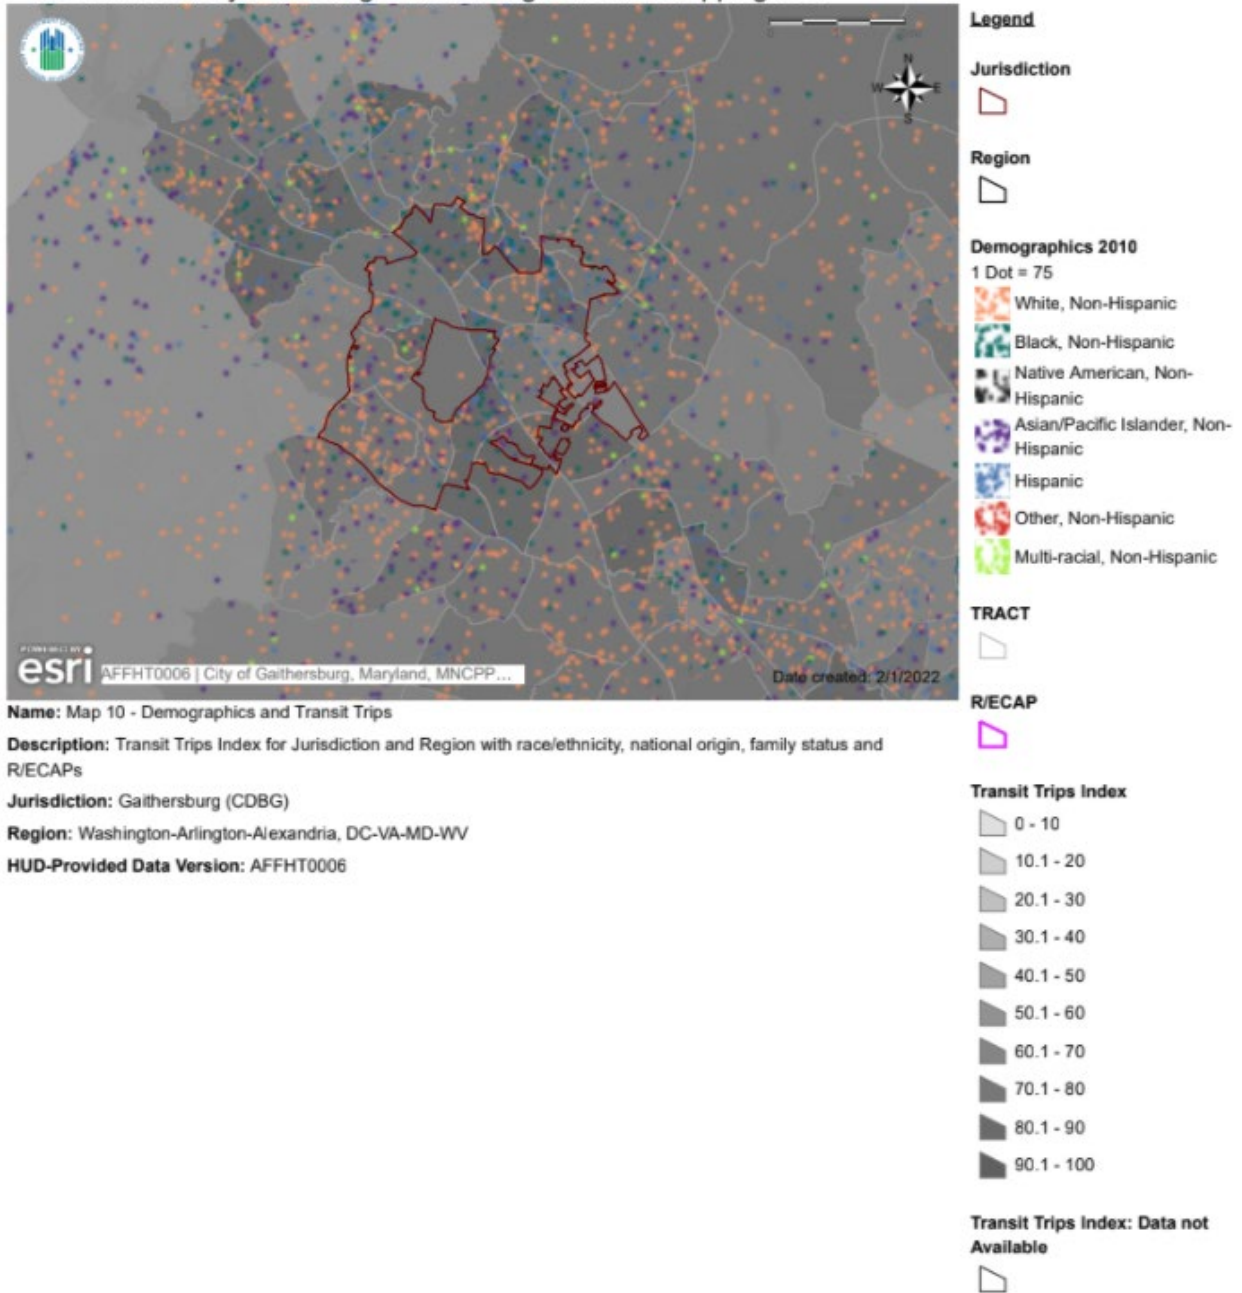 Legend
Jurisdiction
Region
Demographics 2010
1 Dot = 75
White, Non-Hispanic
Black, Non-Hispanic
Native American, Non-
Hispanic
Asian/Pacific Islander, Non-
Hispanic
Hispanic
Other, Non-Hispanic
Multi-racial, Non-Hispanic
TRACT
R/ECAP
Transit Trips Index
0 - 10
10.1 - 20
20.1 - 30
30.1 - 40
40.1 - 50
50.1 - 60
60.1 - 70
70.1 - 80
80.1 - 90
90.1 - 100
Transit Trips Index: Data not
Available
N
W E
S
POWERED BY
esri
AFFHT0006 | City of Gaithersburg, Maryland, MNCPP...
Date created: 2/1/2022
Name: Map 10 - Demographics and Transit Trips
Description: Transit Trips Index for Jurisdiction and Region with race/ethnicity, national origin, family status and
R/ECAPs
Jurisdiction: Gaithersburg (CDBG)
Region: Washington-Arlington-Alexandria, DC-VA-MD-WV
HUD-Provided Data Version: AFFHT0006